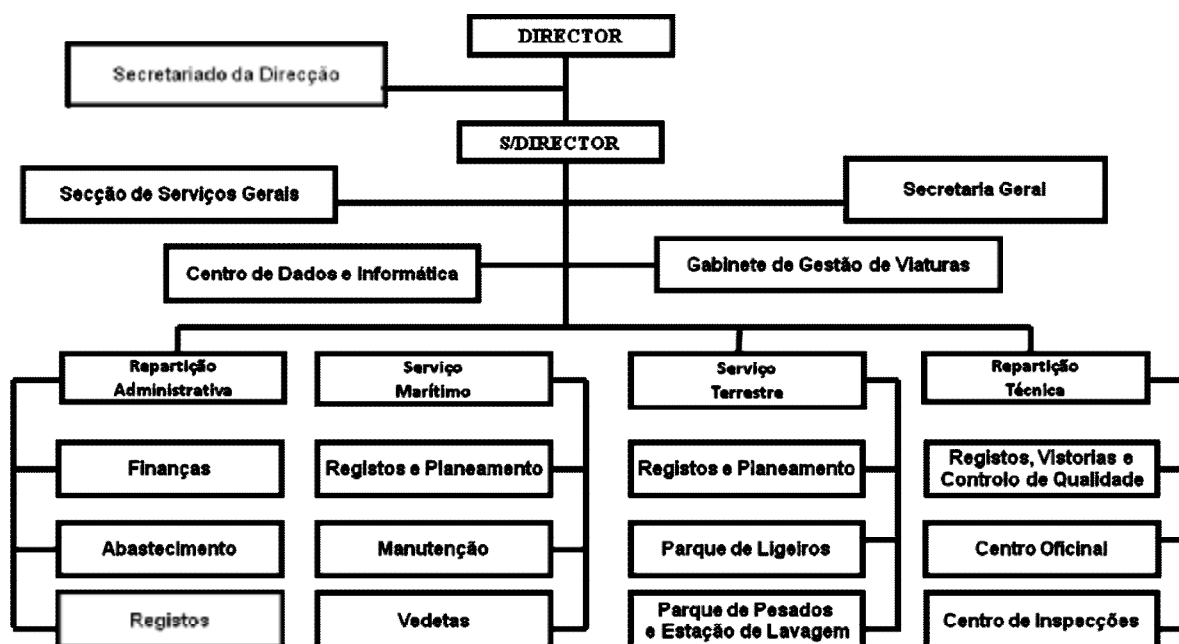 DIRECTOR
Secretariado da Direcção
S/DIRECTOR
Secção de Serviços Gerais
Secretaria Geral
Centro de Dados e Informática
Gabinete de Gestão de Viaturas
Repartição
Administrativa
Serviço
Marítimo
Serviço
Terrestre
Repartição
Técnica
Finanças
Registos e Planeamento
Registos e Planeamento
Registos, Vistorias e
Controlo de Qualidade
Abastecimento
Manutenção
Parque de Ligeiros
Centro Oficinal
Registos
Vedetas
Parque de Pesados
e Estação de Lavagem
Centro de Inspecções